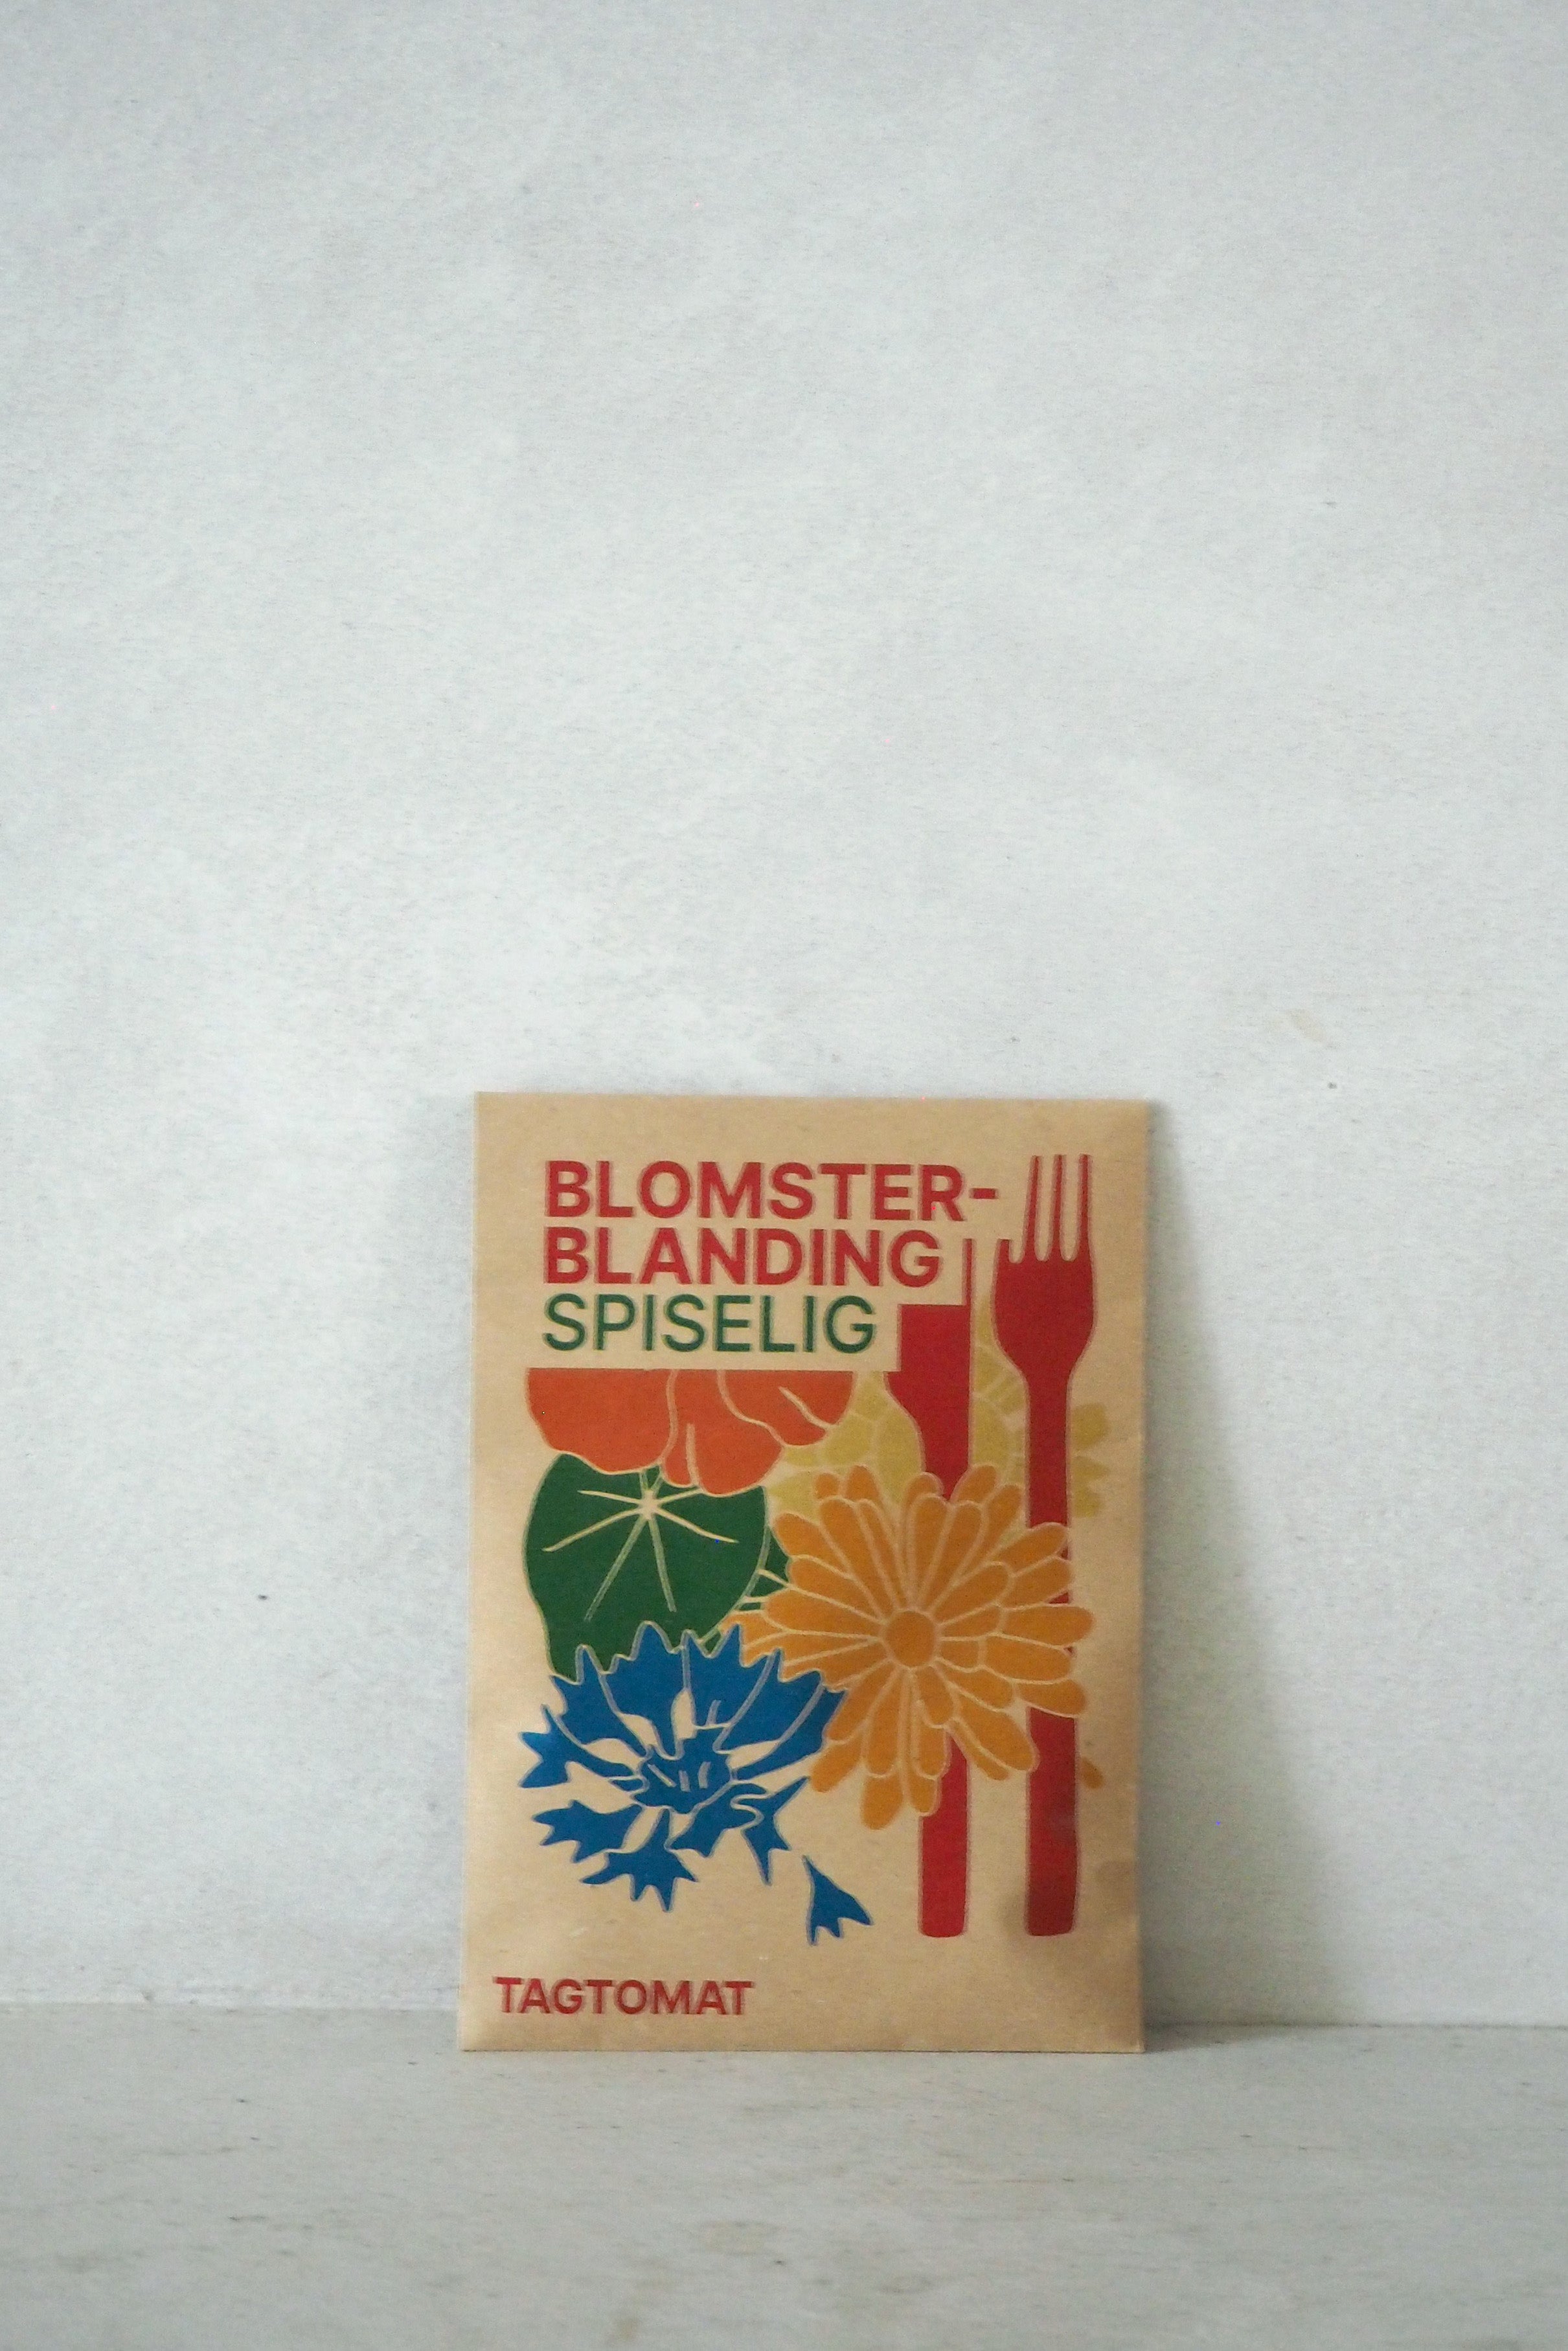 BLOMSTER-
BLANDING
SPISELIG
TAGTOMAT